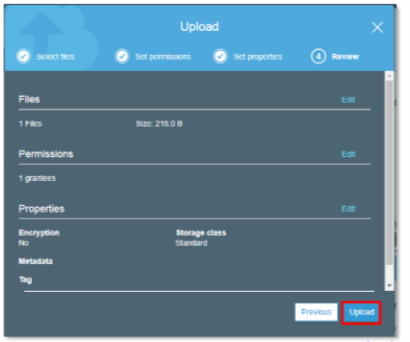 Upload
Select files
Set permissions
Set properties
4 Review
Files Edit
1 Files Size: 218.0 B
Permissions Edit
1 grantees
Properties Edit
Encryption Storage class
No Standard
Metadata
Tag
Previous Upload